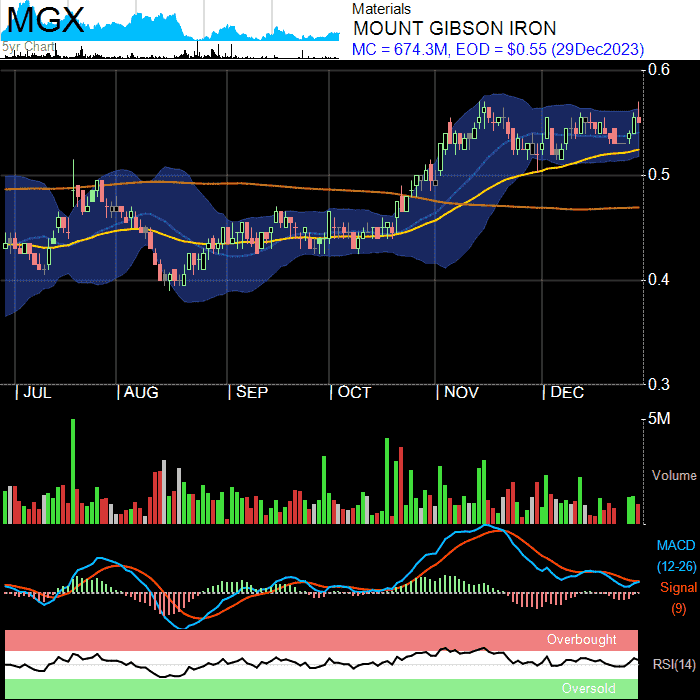 MGX
5yr Chart
Materials
MOUNT GIBSON IRON
MC = 674.3M, EOD = $0.55 (29Dec2023)
0.6
0.5
0.4
0.3
JUL AUG SEP OCT NOV DEC
5M
Volume
MACD
(12-26)
Signal
(9)
Overbought
RSI(14)
Oversold